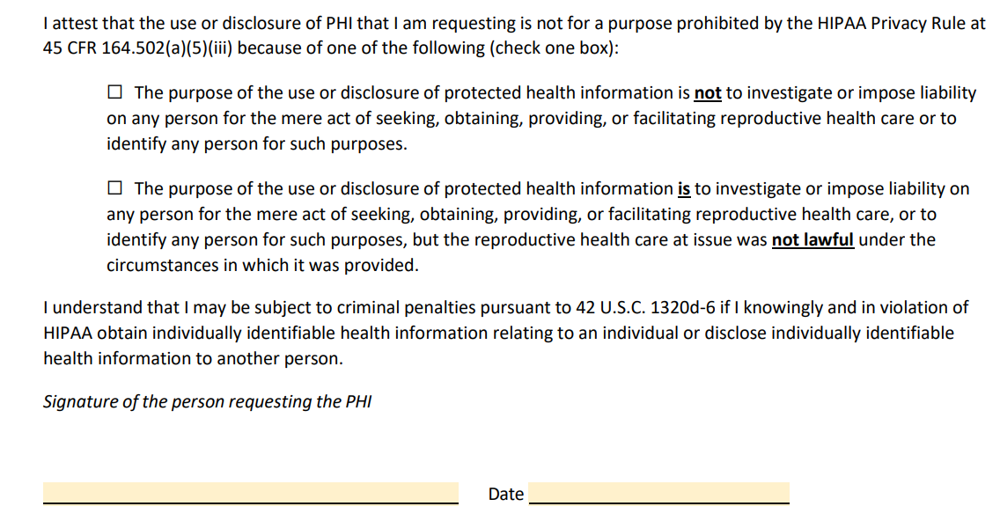 I attest that the use or disclosure of PHI that I am requesting is not for a purpose prohibited by the HIPAA Privacy Rule at
45 CFR 164.502(a)(5)(iii) because of one of the following (check one box):
☐ The purpose of the use or disclosure of protected health information is not to investigate or impose liability
on any person for the mere act of seeking, obtaining, providing, or facilitating reproductive health care or to
identify any person for such purposes.
☐ The purpose of the use or disclosure of protected health information is to investigate or impose liability on
any person for the mere act of seeking, obtaining, providing, or facilitating reproductive health care, or to
identify any person for such purposes, but the reproductive health care at issue was not lawful under the
circumstances in which it was provided.
I understand that I may be subject to criminal penalties pursuant to 42 U.S.C. 1320d-6 if I knowingly and in violation of
HIPAA obtain individually identifiable health information relating to an individual or disclose individually identifiable
health information to another person.
Signature of the person requesting the PHI
Date